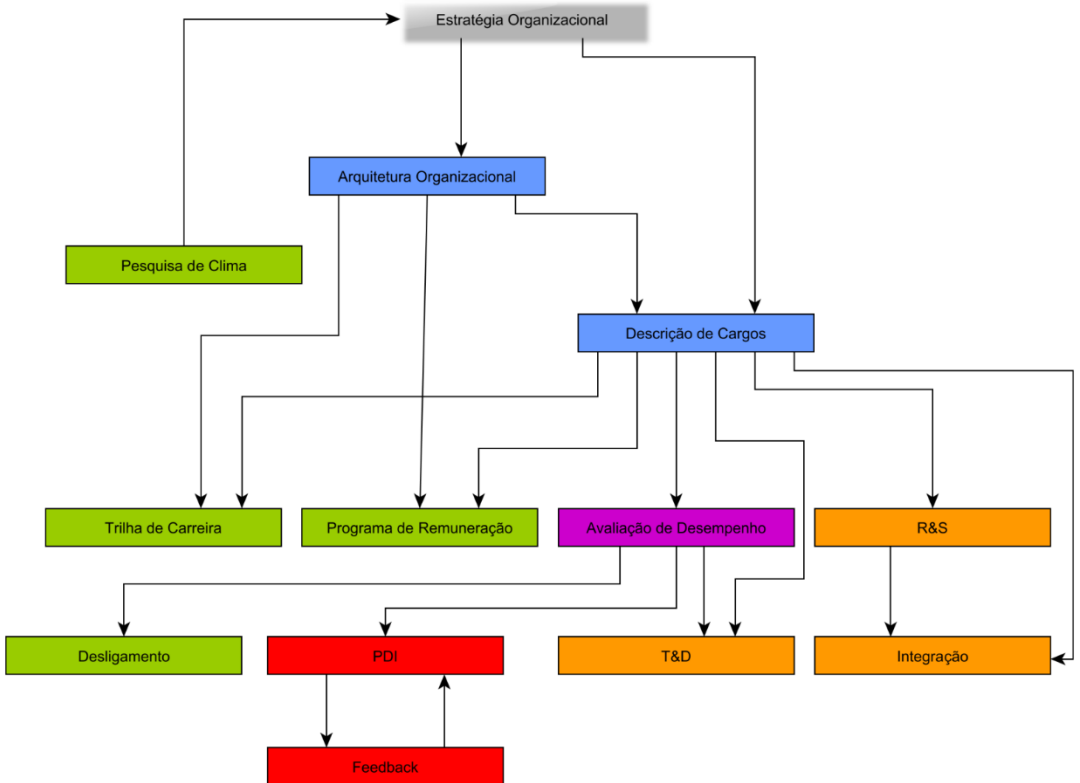 Estratégia Organizacional
Arquitetura Organizacional
Pesquisa de Clima
Descrição de Cargos
Trilha de Carreira
Programa de Remuneração
Avaliação de Desempenho
R&S
Desligamento
PDI
T&D
Integração
Feedback